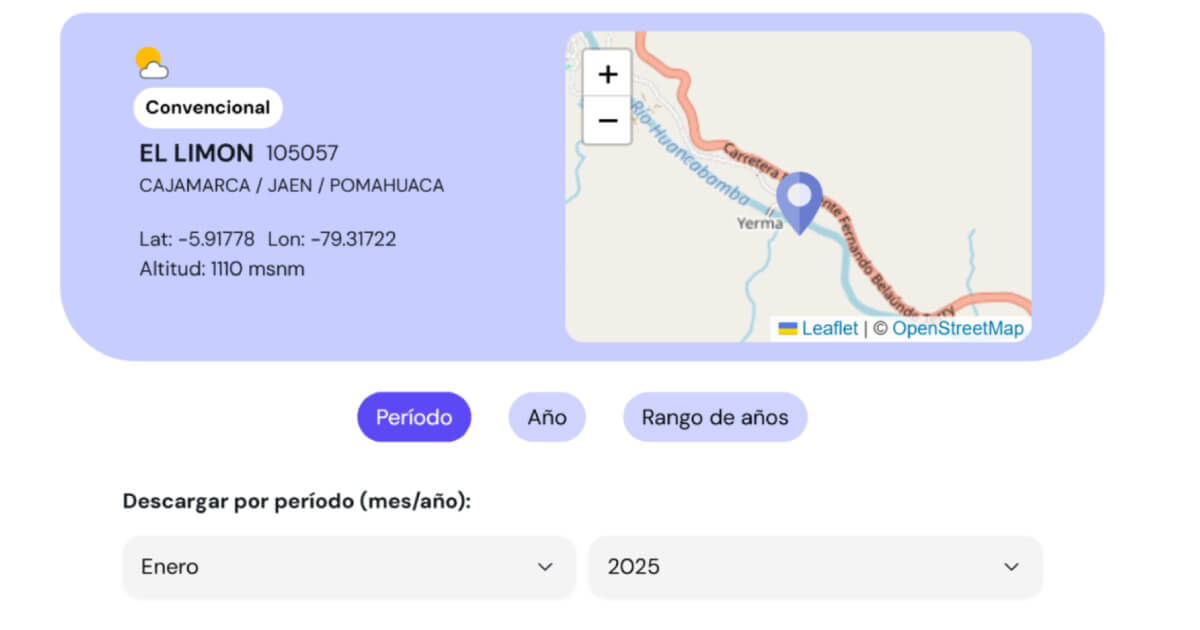 Convencional
EL LIMON 105057
CAJAMARCA / JAEN / POMAHUACA
Lat: -5.91778 Lon: -79.31722
Altitud: 1110 msnm
+
−
Río Huancabamba
Carretera
nte Fernando Belaúnde Terry
Yerma
Leaflet | © OpenStreetMap
Período
Año
Rango de años
Descargar por período (mes/año):
Enero
2025